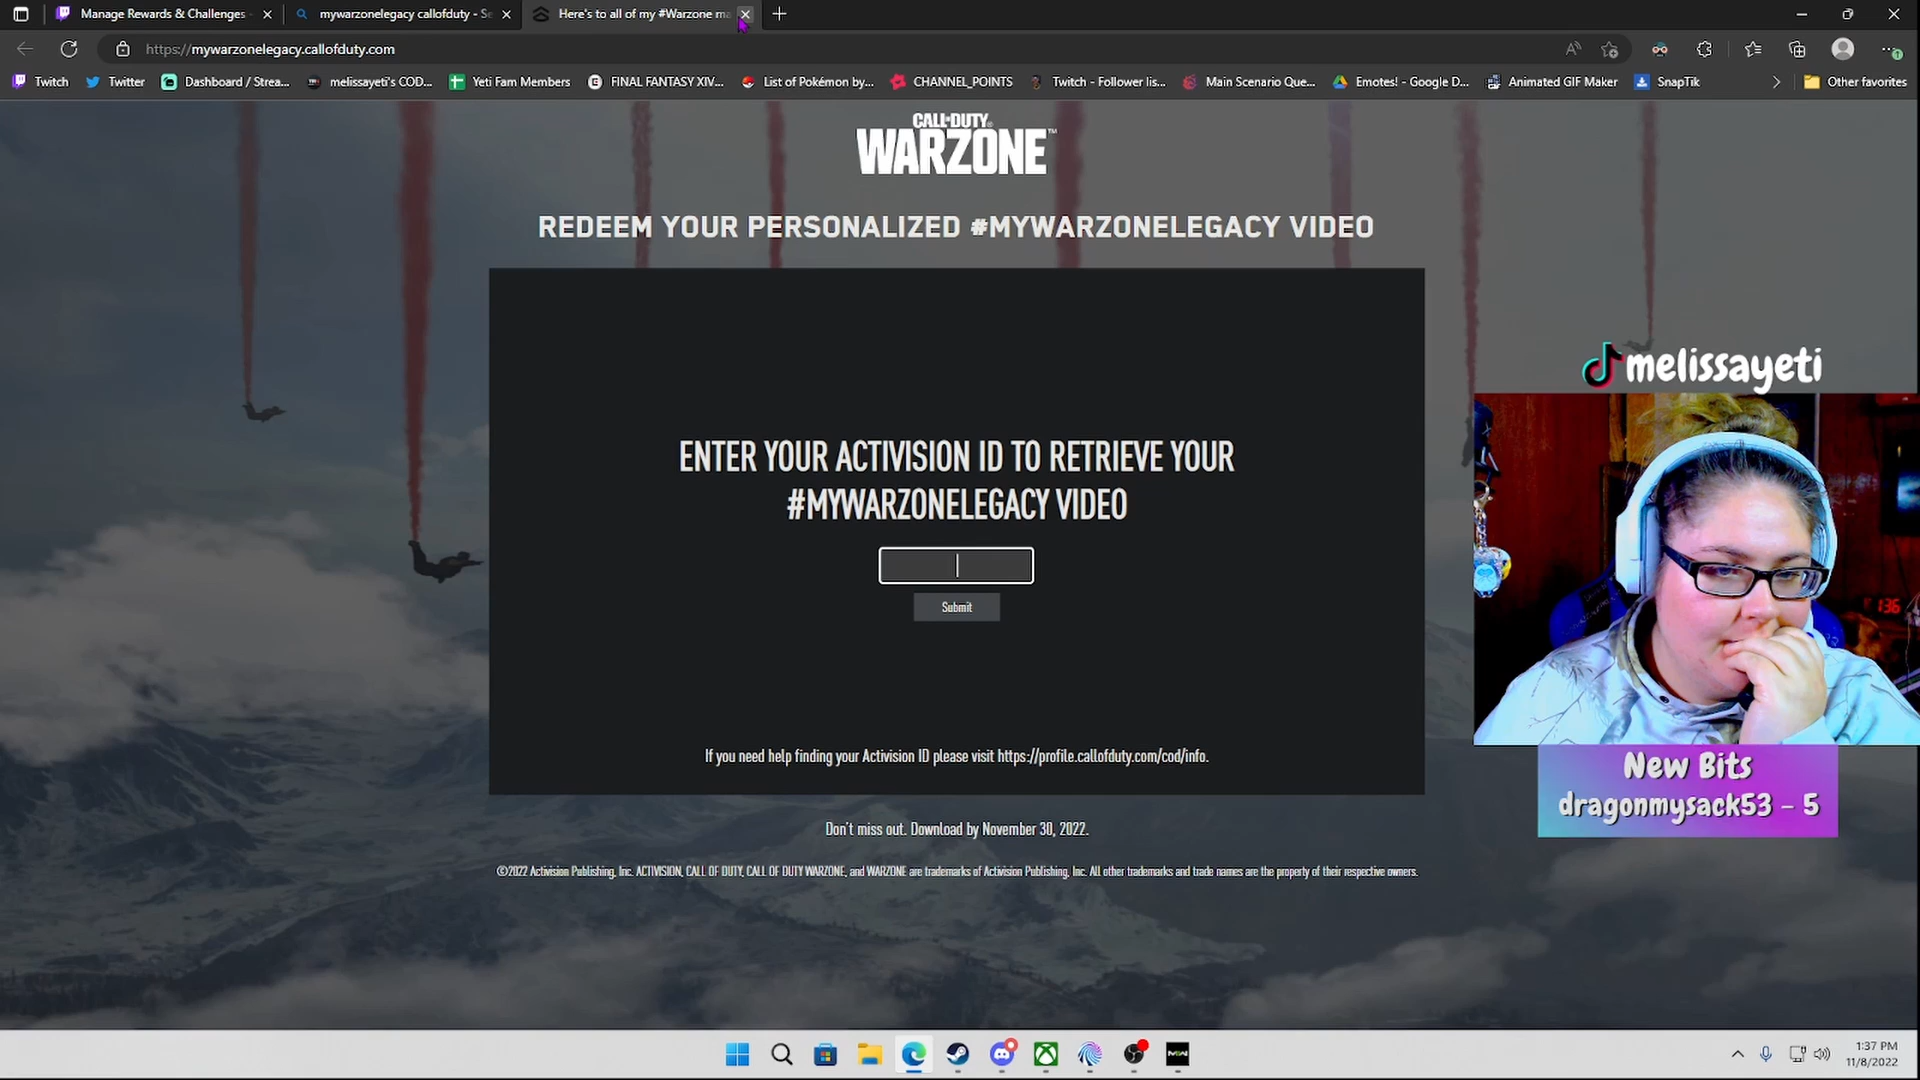 Manage Rewards & Challenges
mywarzonelegacy callofduty - Se
Here's to all of my #Warzone ma
https://mywarzonelegacy.callofduty.com
Twitch
Twitter
Dashboard / Strea...
melissayeti's COD...
Yeti Fam Members
FINAL FANTASY XIV...
List of Pokémon by...
CHANNEL_POINTS
Twitch - Follower lis...
Main Scenario Que...
Emotes! - Google D...
Animated GIF Maker
SnapTik
Other favorites
CALL OF DUTY
WARZONE™
REDEEM YOUR PERSONALIZED #MYWARZONELEGACY VIDEO
ENTER YOUR ACTIVISION ID TO RETRIEVE YOUR
#MYWARZONELEGACY VIDEO
Submit
If you need help finding your Activision ID please visit https://profile.callofduty.com/cod/info.
Don't miss out. Download by November 30, 2022.
©2022 Activision Publishing, Inc. ACTIVISION, CALL OF DUTY, CALL OF DUTY WARZONE, and WARZONE are trademarks of Activision Publishing, Inc. All other trademarks and trade names are the property of their respective owners.
melissayeti
1:36
New Bits
dragonmysack53 - 5
1:37 PM
11/8/2022